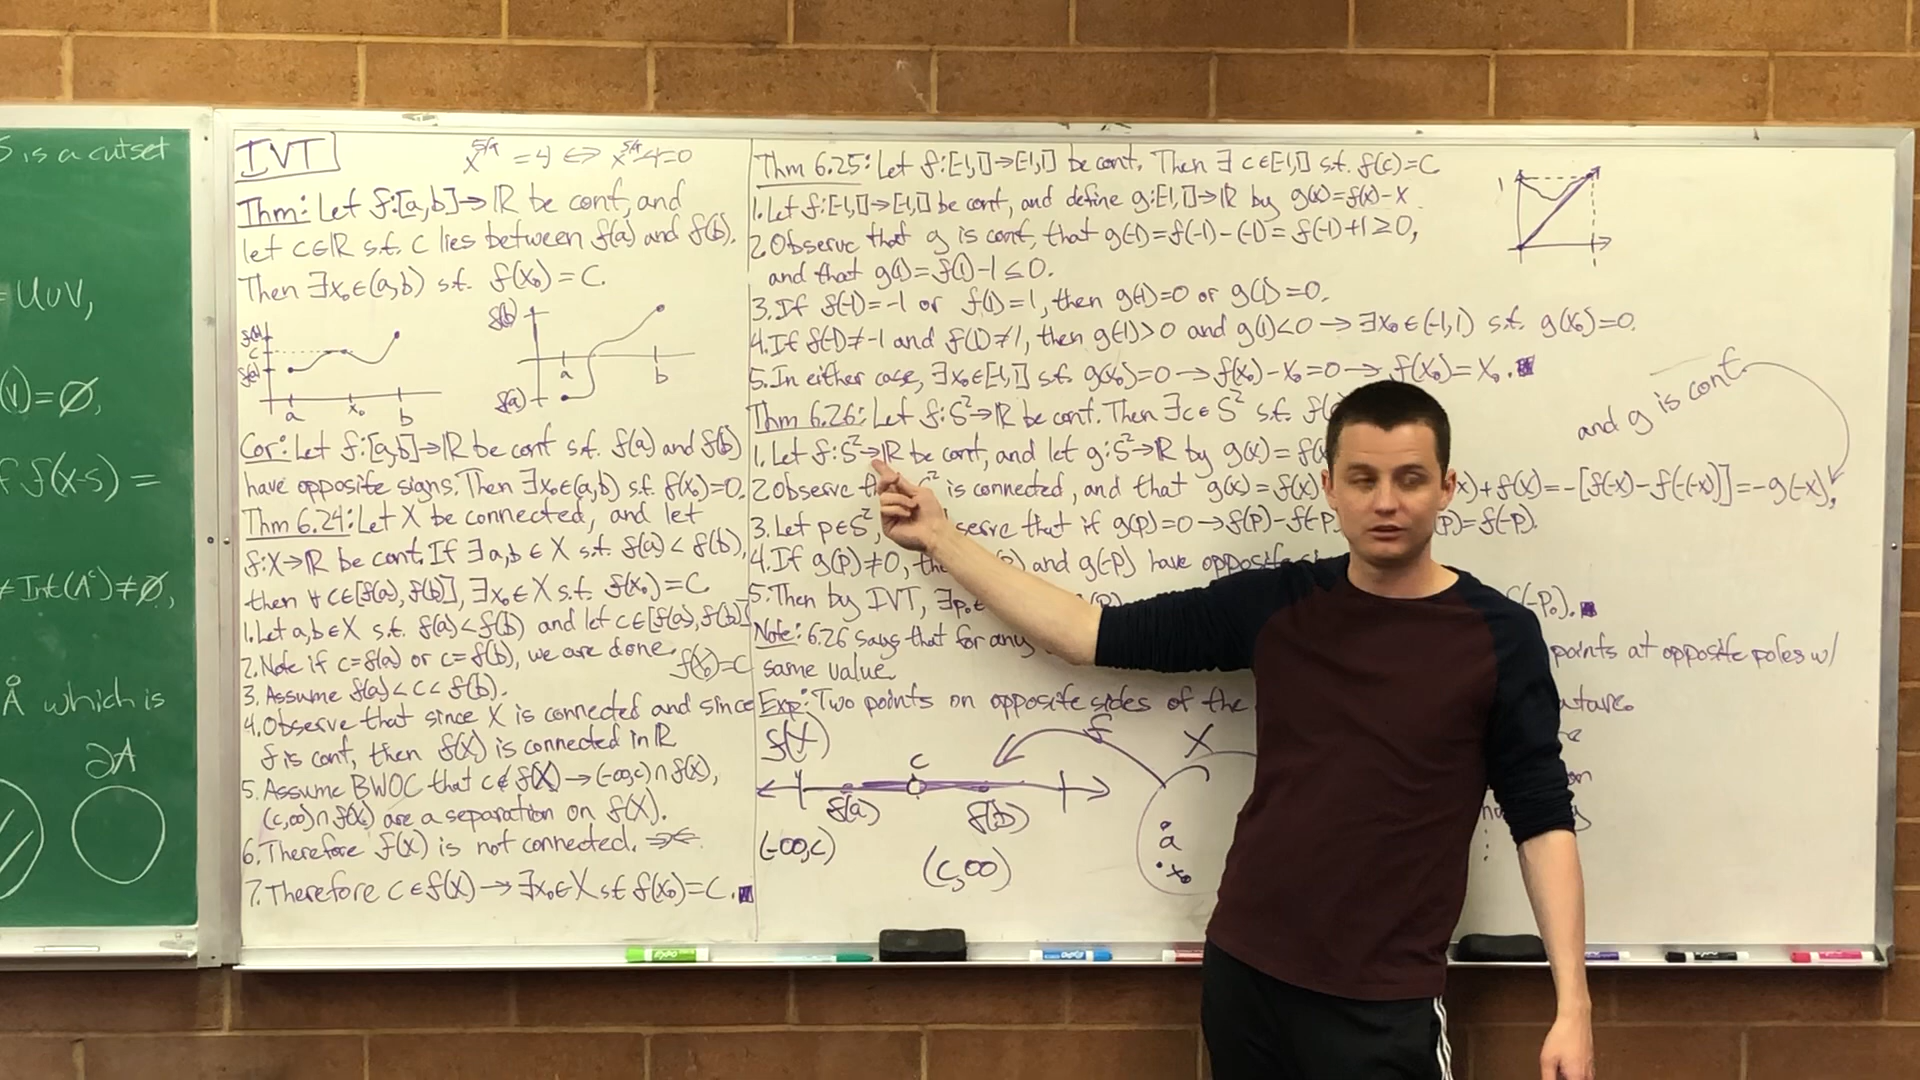 S is a cutset
= U∪V,
(V)=∅,
f f(x-s) =
≠ Int(A^c)≠∅,
Å which is
∂A
IVT
x^5/4 = 4 ⟺ x^5/4-4=0
Thm: Let f:[a,b]→ℝ be cont, and
let c∈ℝ s.t. c lies between f(a) and f(b).
Then ∃x₀∈(a,b) s.t. f(x₀)=C.
f(b)
c
f(a)
a
x₀
b
f(b)
f(a)
a
b
Cor: Let f:[a,b]→ℝ be cont s.t. f(a) and f(b)
have opposite signs. Then ∃x₀∈(a,b) s.t. f(x₀)=0.
Thm 6.24: Let X be connected, and let
f:X→ℝ be cont. If ∃a,b∈X s.t. f(a)<f(b),
then ∀c∈[f(a),f(b)], ∃x₀∈X s.t. f(x₀)=C
1. Let a,b∈X s.t. f(a)<f(b) and let c∈[f(a),f(b)]
2. Note if c=f(a) or c=f(b), we are done.
f(x₀)=C
3. Assume f(a)<c<f(b).
4. Observe that since X is connected and since
f is cont, then f(X) is connected in ℝ
5. Assume BWOC that c∉f(X)→(-∞,c)∩f(X),
(c,∞)∩f(X) are a separation on f(X).
6. Therefore f(X) is not connected. →←
7. Therefore c∈f(X)→∃x₀∈X s.t. f(x₀)=C.
Thm 6.25: Let f:[-1,1]→[-1,1] be cont. Then ∃ c∈[-1,1] s.t. f(c)=C
1. Let f:[-1,1]→[-1,1] be cont, and define g:[-1,1]→ℝ by g(x)=f(x)-x.
2. Observe that g is cont, that g(-1)=f(-1)-(-1)=f(-1)+1≥0,
and that g(1)=f(1)-1≤0.
3. If f(-1)=-1 or f(1)=1, then g(-1)=0 or g(1)=0.
4. If f(-1)≠-1 and f(1)≠1, then g(-1)>0 and g(1)<0→∃x₀∈(-1,1) s.t. g(x₀)=0.
5. In either case, ∃x₀∈[-1,1] s.t. g(x₀)=0→f(x₀)-x₀=0→f(x₀)=x₀.
1
Thm 6.26: Let f:S²→ℝ be cont. Then ∃c∈S² s.t.
1. Let f:S²→ℝ be cont, and let g:S²→ℝ by g(x)=
and g is cont
2. Observe is connected, and that g(x)=f(x) x)+f(x)=-[f(-x)-f(-(-x))]=-g(-x),
3. Let p∈S², serve that if g(p)=0→f(p)-f(-p =f(-p).
4. If g(p)≠0, and g(-p) have opposite
5. Then by IVT, (-p₀).
Note: 6.26 says that for any points at opposite poles w/
same value.
Exp: Two points on opposite sides of the ature.
f(X)
f
X
c
f(a)
f(b)
(-∞,c)
(c,∞)
a
x₀